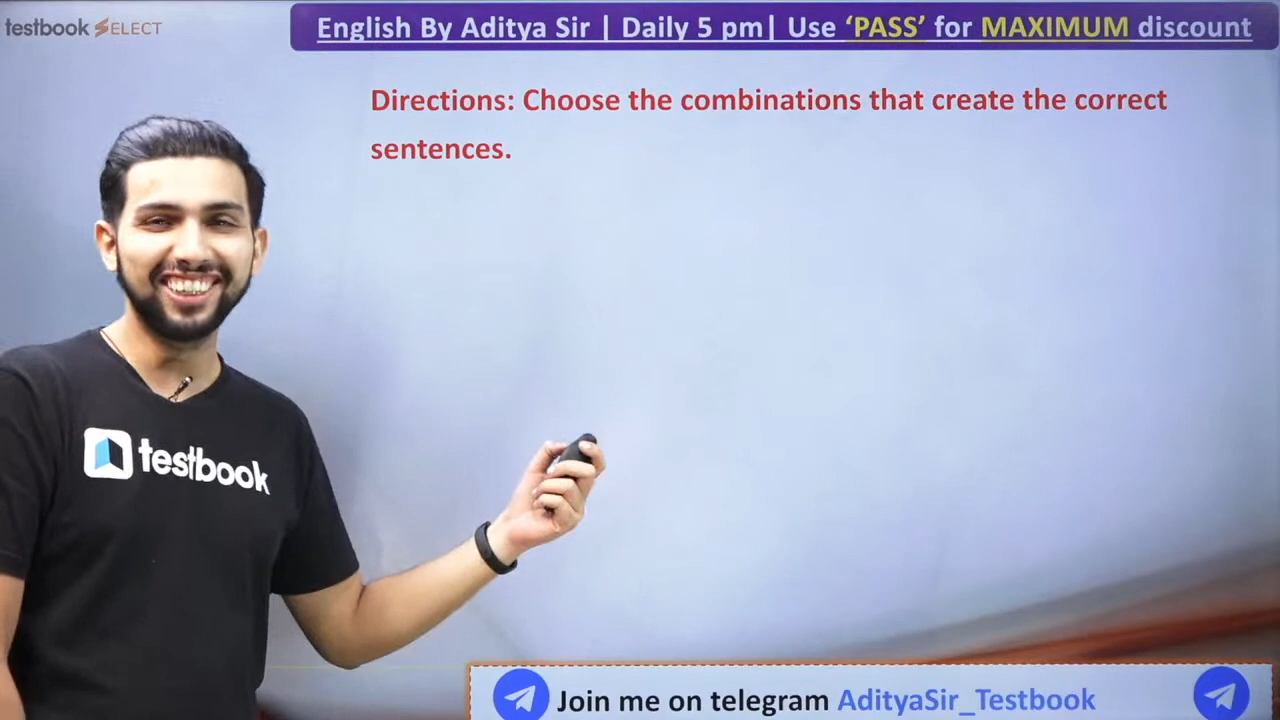 testbook SELECT
English By Aditya Sir | Daily 5 pm| Use ‘PASS’ for MAXIMUM discount
Directions: Choose the combinations that create the correct
sentences.
testbook
Join me on telegram AdityaSir_Testbook